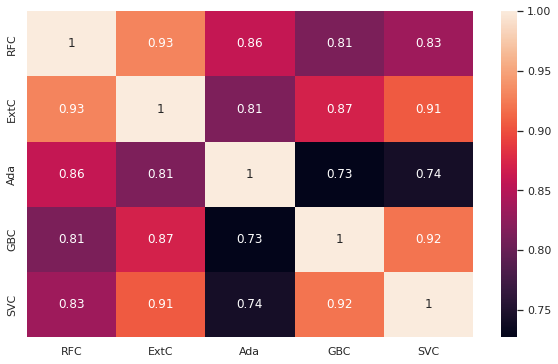 RFC 1 0.93 0.86 0.81 0.83
ExtC 0.93 1 0.81 0.87 0.91
Ada 0.86 0.81 1 0.73 0.74
GBC 0.81 0.87 0.73 1 0.92
SVC 0.83 0.91 0.74 0.92 1
RFC ExtC Ada GBC SVC
1.00
0.95
0.90
0.85
0.80
0.75